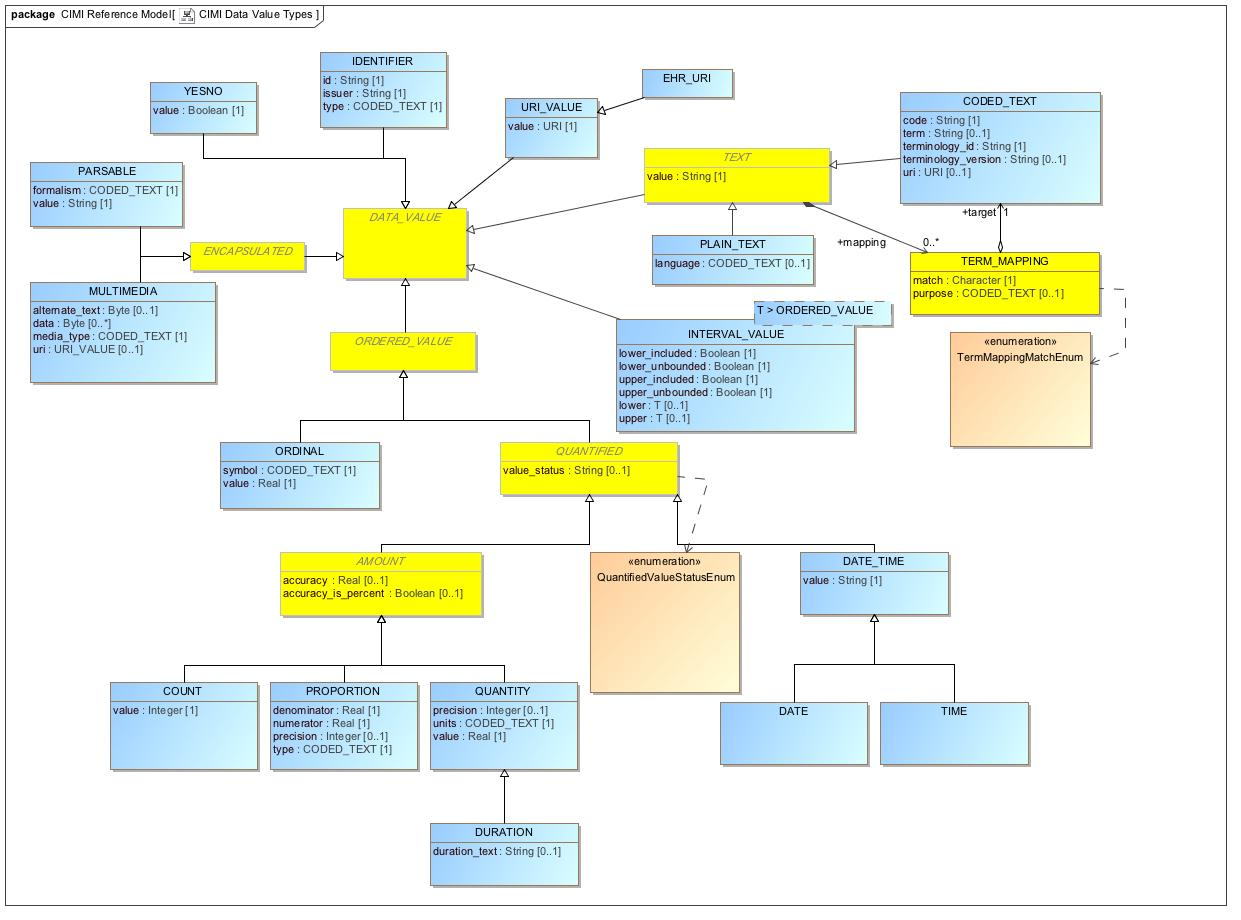 package CIMI Reference Model[ CIMI Data Value Types ]
IDENTIFIER
id : String [1]
issuer : String [1]
type : CODED_TEXT [1]
YESNO
value : Boolean [1]
EHR_URI
URI_VALUE
value : URI [1]
CODED_TEXT
code : String [1]
term : String [0..1]
terminology_id : String [1]
terminology_version : String [0..1]
uri : URI [0..1]
TEXT
value : String [1]
PARSABLE
formalism : CODED_TEXT [1]
value : String [1]
DATA_VALUE
ENCAPSULATED
+target 1
+mapping 0..*
PLAIN_TEXT
language : CODED_TEXT [0..1]
TERM_MAPPING
match : Character [1]
purpose : CODED_TEXT [0..1]
MULTIMEDIA
alternate_text : Byte [0..1]
data : Byte [0..*]
media_type : CODED_TEXT [1]
uri : URI_VALUE [0..1]
T > ORDERED_VALUE
INTERVAL_VALUE
lower_included : Boolean [1]
lower_unbounded : Boolean [1]
upper_included : Boolean [1]
upper_unbounded : Boolean [1]
lower : T [0..1]
upper : T [0..1]
«enumeration»
TermMappingMatchEnum
ORDERED_VALUE
ORDINAL
symbol : CODED_TEXT [1]
value : Real [1]
QUANTIFIED
value_status : String [0..1]
AMOUNT
accuracy : Real [0..1]
accuracy_is_percent : Boolean [0..1]
«enumeration»
QuantifiedValueStatusEnum
DATE_TIME
value : String [1]
COUNT
value : Integer [1]
PROPORTION
denominator : Real [1]
numerator : Real [1]
precision : Integer [0..1]
type : CODED_TEXT [1]
QUANTITY
precision : Integer [0..1]
units : CODED_TEXT [1]
value : Real [1]
DATE
TIME
DURATION
duration_text : String [0..1]